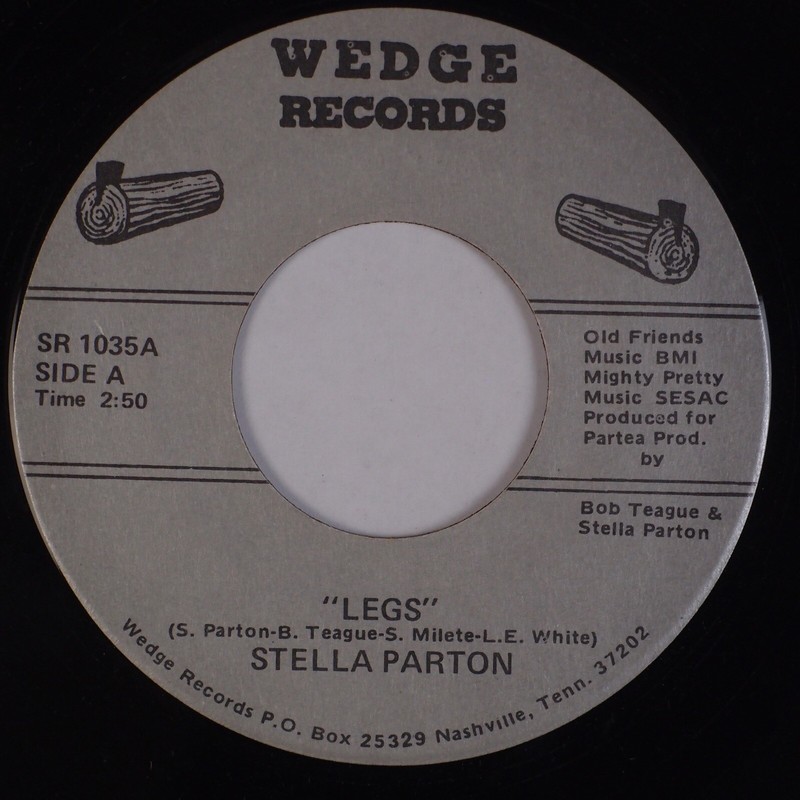 WEDGE
RECORDS
SR 1035A
SIDE A
Time 2:50
Old Friends
Music BMI
Mighty Pretty
Music SESAC
Produced for
Partea Prod.
by
Bob Teague &
Stella Parton
"LEGS"
(S. Parton-B. Teague-S. Milete-L.E. White)
STELLA PARTON
Wedge Records P.O. Box 25329 Nashville, Tenn. 37202